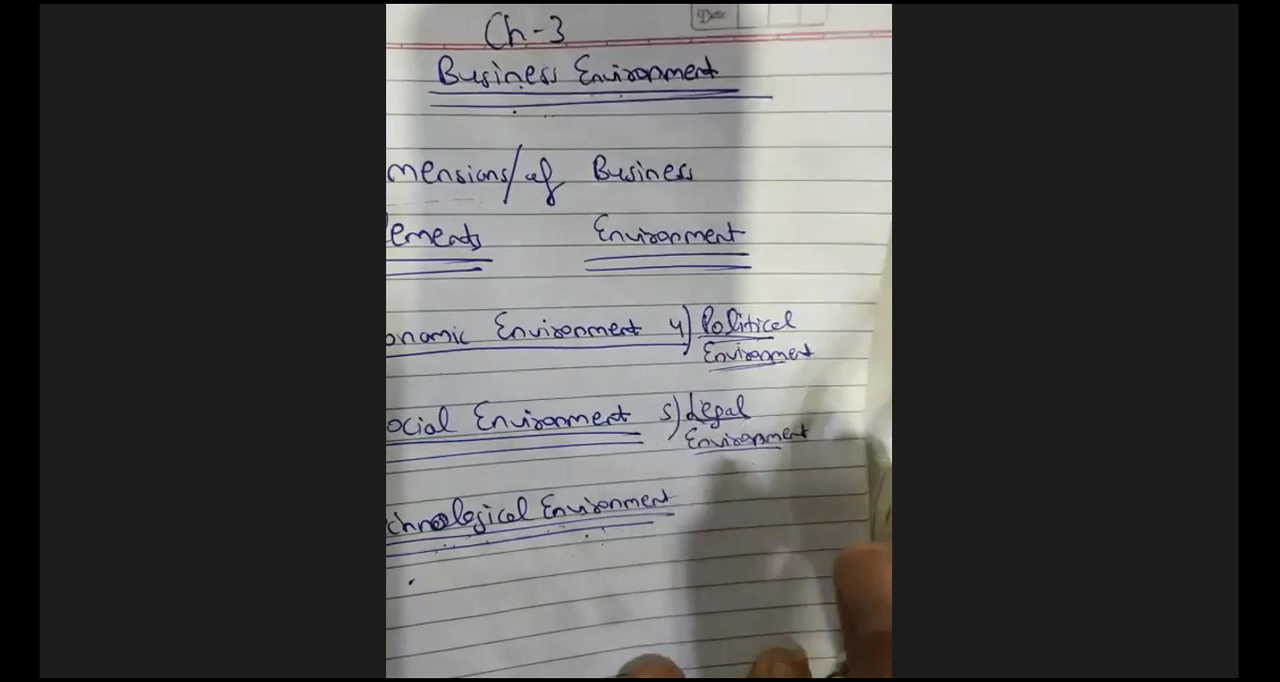 Date
Ch-3
Business Environment
mensions/of Business
lements Environment
onomic Environment 4) Political
Environment
ocial Environment 5) Legal
Environment
chnological Environment